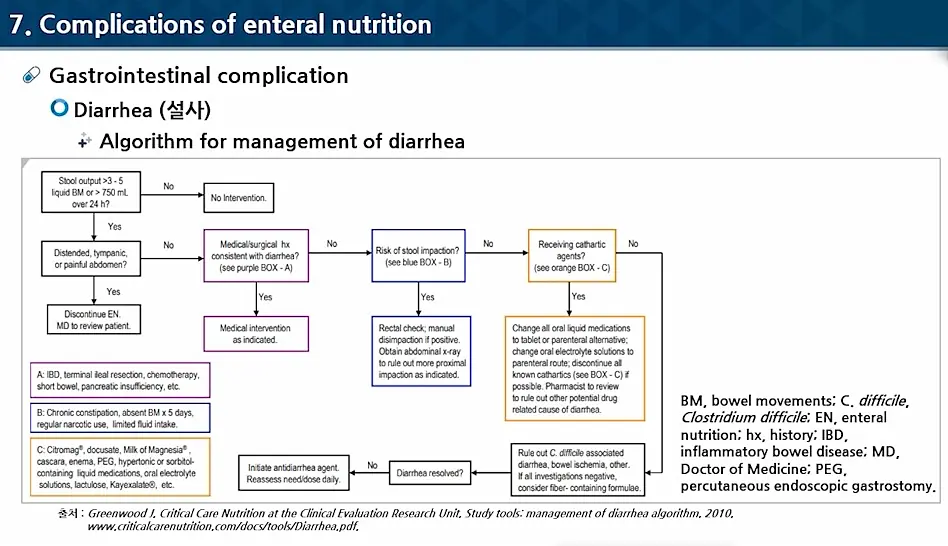 7. Complications of enteral nutrition
Gastrointestinal complication
Diarrhea (설사)
Algorithm for management of diarrhea
Stool output >3 - 5
liquid BM or > 750 mL
over 24 h?
No
No Intervention.
Yes
Distended, tympanic,
or painful abdomen?
No
Medical/surgical hx
consistent with diarrhea?
(see purple BOX - A)
No
Risk of stool impaction?
(see blue BOX - B)
No
Receiving cathartic
agents?
(see orange BOX - C)
No
Yes
Discontinue EN.
MD to review patient.
Yes
Medical intervention
as indicated.
Yes
Rectal check; manual
disimpaction if positive.
Obtain abdominal x-ray
to rule out more proximal
impaction as indicated.
Yes
Change all oral liquid medications
to tablet or parenteral alternative;
change oral electrolyte solutions to
parenteral route; discontinue all
known cathartics (see BOX - C) if
possible. Pharmacist to review
to rule out other potential drug
related cause of diarrhea.
A: IBD, terminal ileal resection, chemotherapy,
short bowel, pancreatic insufficiency, etc.
B: Chronic constipation, absent BM x 5 days,
regular narcotic use, limited fluid intake.
C: Citromag®, docusate, Milk of Magnesia®,
cascara, enema, PEG, hypertonic or sorbitol-
containing liquid medications, oral electrolyte
solutions, lactulose, Kayexalate®, etc.
Initiate antidiarrhea agent.
Reassess need/dose daily.
No
Diarrhea resolved?
Rule out C. difficile associated
diarrhea, bowel ischemia, other.
If all investigations negative,
consider fiber- containing formulae.
BM, bowel movements; C. difficile,
Clostridium difficile; EN, enteral
nutrition; hx, history; IBD,
inflammatory bowel disease; MD,
Doctor of Medicine; PEG,
percutaneous endoscopic gastrostomy.
출처 : Greenwood J. Critical Care Nutrition at the Clinical Evaluation Research Unit. Study tools: management of diarrhea algorithm. 2010.
www.criticalcarenutrition.com/docs/tools/Diarrhea.pdf.